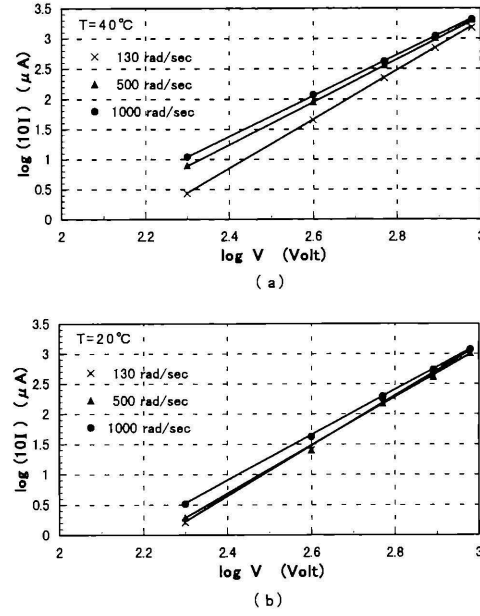 T=40℃
× 130 rad/sec
▲ 500 rad/sec
● 1000 rad/sec
log (10I) (μA)
3.5
3
2.5
2
1.5
1
0.5
0
2 2.2 2.4 2.6 2.8 3
log V (Volt)
(a)
T=20℃
× 130 rad/sec
▲ 500 rad/sec
● 1000 rad/sec
log (10I) (μA)
3.5
3
2.5
2
1.5
1
0.5
0
2 2.2 2.4 2.6 2.8 3
log V (Volt)
(b)